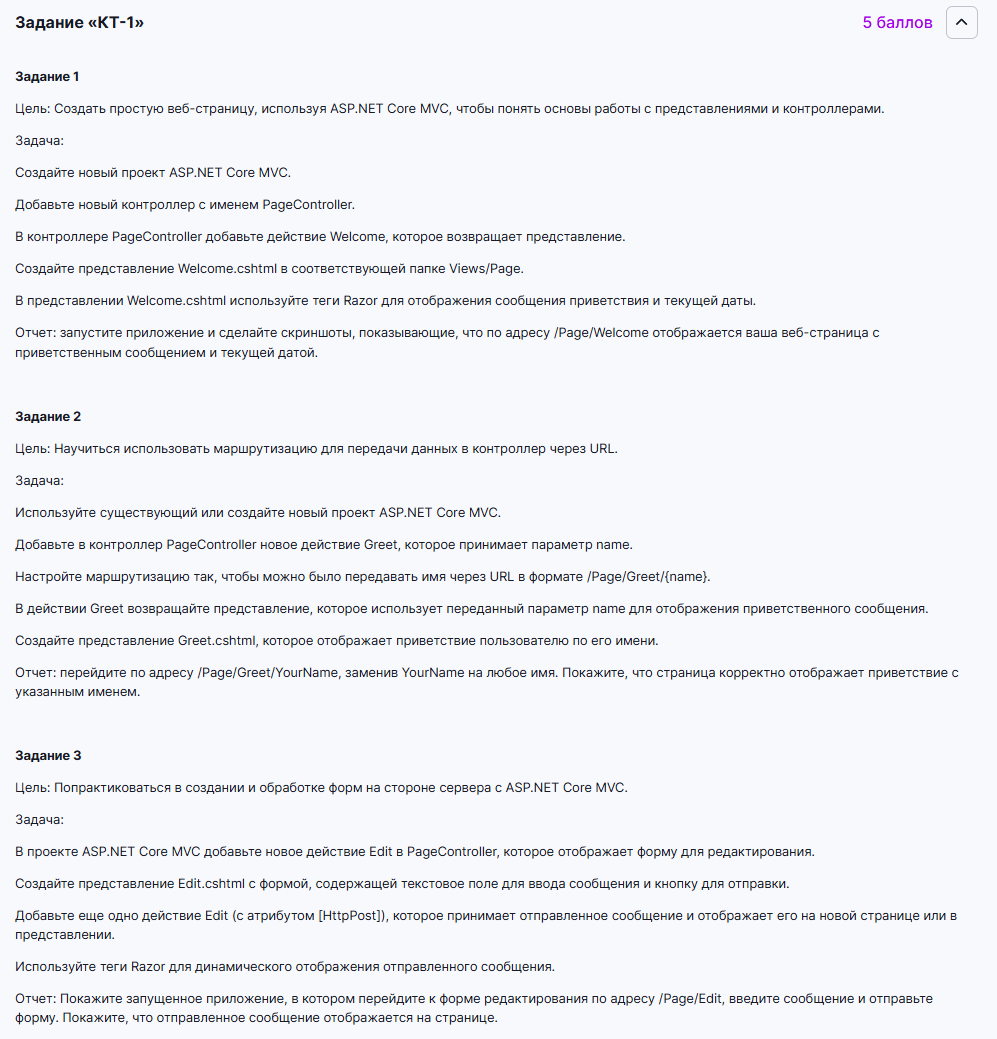 Задание «КТ-1»
5 баллов
Задание 1
Цель: Создать простую веб-страницу, используя ASP.NET Core MVC, чтобы понять основы работы с представлениями и контроллерами.
Задача:
Создайте новый проект ASP.NET Core MVC.
Добавьте новый контроллер с именем PageController.
В контроллере PageController добавьте действие Welcome, которое возвращает представление.
Создайте представление Welcome.cshtml в соответствующей папке Views/Page.
В представлении Welcome.cshtml используйте теги Razor для отображения сообщения приветствия и текущей даты.
Отчет: запустите приложение и сделайте скриншоты, показывающие, что по адресу /Page/Welcome отображается ваша веб-страница с
приветственным сообщением и текущей датой.
Задание 2
Цель: Научиться использовать маршрутизацию для передачи данных в контроллер через URL.
Задача:
Используйте существующий или создайте новый проект ASP.NET Core MVC.
Добавьте в контроллер PageController новое действие Greet, которое принимает параметр name.
Настройте маршрутизацию так, чтобы можно было передавать имя через URL в формате /Page/Greet/{name}.
В действии Greet возвращайте представление, которое использует переданный параметр name для отображения приветственного сообщения.
Создайте представление Greet.cshtml, которое отображает приветствие пользователю по его имени.
Отчет: перейдите по адресу /Page/Greet/YourName, заменив YourName на любое имя. Покажите, что страница корректно отображает приветствие с
указанным именем.
Задание 3
Цель: Попрактиковаться в создании и обработке форм на стороне сервера с ASP.NET Core MVC.
Задача:
В проекте ASP.NET Core MVC добавьте новое действие Edit в PageController, которое отображает форму для редактирования.
Создайте представление Edit.cshtml с формой, содержащей текстовое поле для ввода сообщения и кнопку для отправки.
Добавьте еще одно действие Edit (с атрибутом [HttpPost]), которое принимает отправленное сообщение и отображает его на новой странице или в
представлении.
Используйте теги Razor для динамического отображения отправленного сообщения.
Отчет: Покажите запущенное приложение, в котором перейдите к форме редактирования по адресу /Page/Edit, введите сообщение и отправьте
форму. Покажите, что отправленное сообщение отображается на странице.